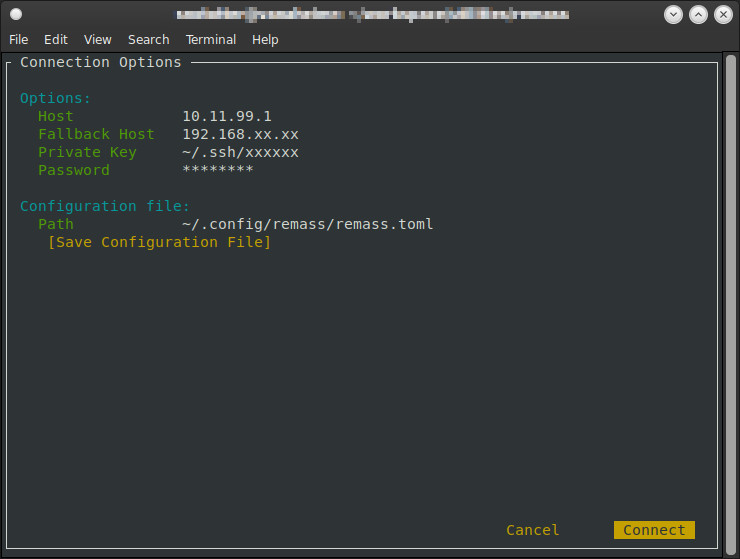 File Edit View Search Terminal Help
Connection Options
Options:
Host 10.11.99.1
Fallback Host 192.168.xx.xx
Private Key ~/.ssh/xxxxxx
Password ********
Configuration file:
Path ~/.config/remass/remass.toml
[Save Configuration File]
Cancel Connect